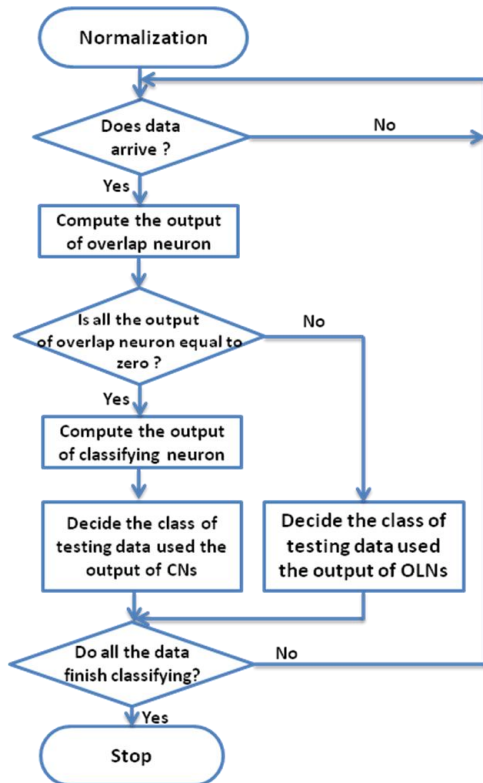 Normalization
Does data
arrive ?
No
Yes
Compute the output
of overlap neuron
Is all the output
of overlap neuron equal to
zero ?
No
Yes
Compute the output
of classifying neuron
Decide the class of
testing data used the
output of CNs
Decide the class of
testing data used
the output of OLNs
Do all the data
finish classifying?
No
Yes
Stop